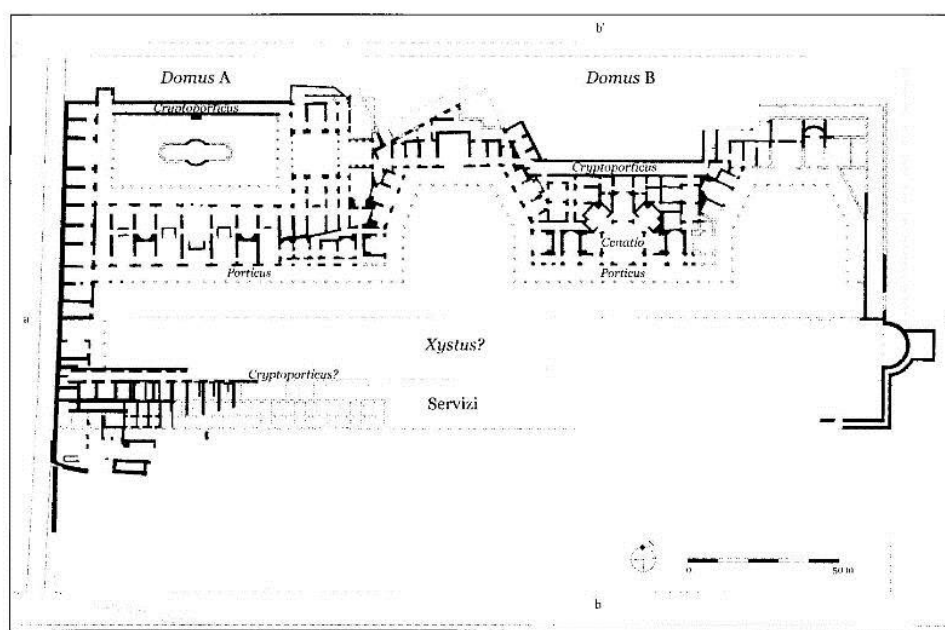 b'
Domus A
Domus B
Cryptoporticus
Cryptoporticus
Cenatio
Porticus
Porticus
a
Xystus?
Cryptoporticus?
Servizi
0
50 m
b